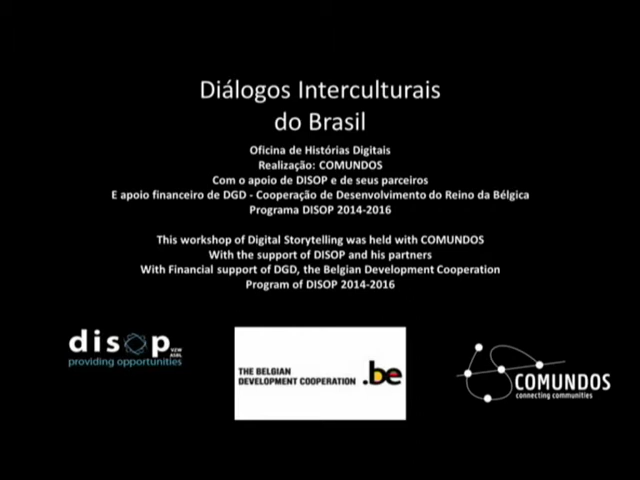 Diálogos Interculturais
do Brasil
Oficina de Histórias Digitais
Realização: COMUNDOS
Com o apoio de DISOP e de seus parceiros
E apoio financeiro de DGD - Cooperação de Desenvolvimento do Reino da Bélgica
Programa DISOP 2014-2016
This workshop of Digital Storytelling was held with COMUNDOS
With the support of DISOP and his partners
With Financial support of DGD, the Belgian Development Cooperation
Program of DISOP 2014-2016
disop
VZW
ASBL
providing opportunities
THE BELGIAN
DEVELOPMENT COOPERATION
.be
COMUNDOS
connecting communities